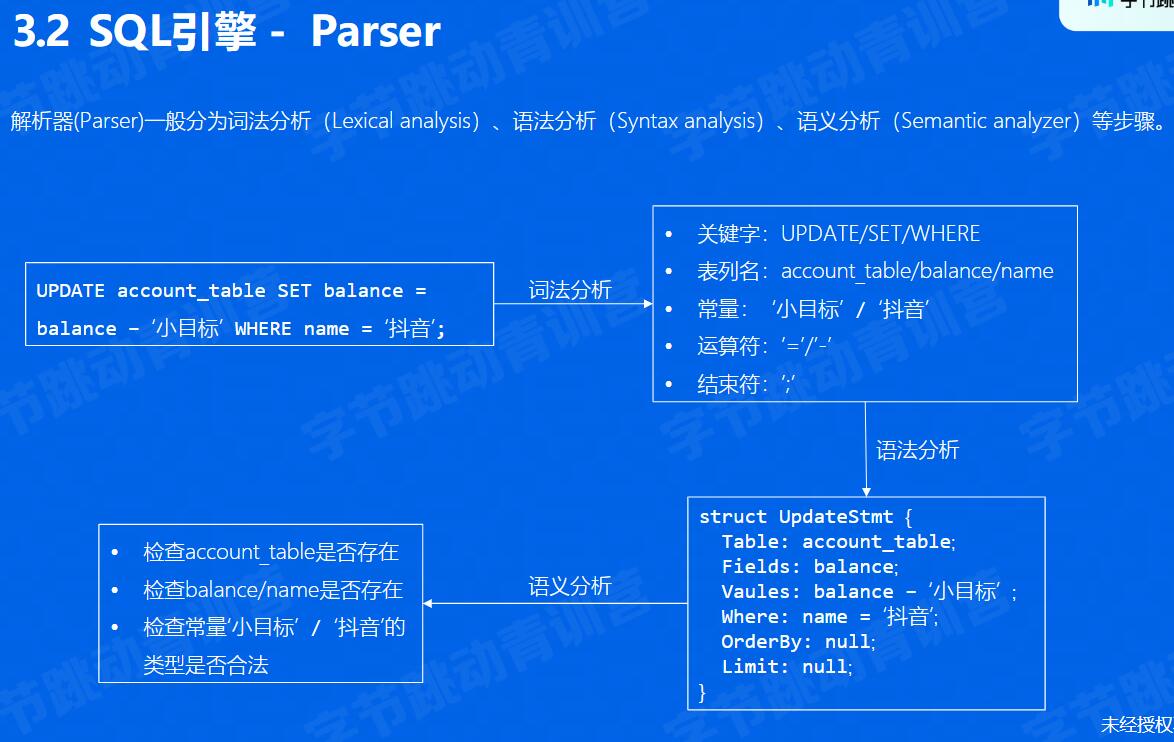 3.2 SQL引擎 - Parser
解析器(Parser)一般分为词法分析（Lexical analysis）、语法分析（Syntax analysis）、语义分析（Semantic analyzer）等步骤。
UPDATE account_table SET balance =
balance – ‘小目标’ WHERE name = ‘抖音’;
词法分析
• 关键字：UPDATE/SET/WHERE
• 表列名：account_table/balance/name
• 常量：‘小目标’ / ‘抖音’
• 运算符：’=’/’-’
• 结束符：’;’
语法分析
struct UpdateStmt {
Table: account_table;
Fields: balance;
Vaules: balance – ‘小目标’ ;
Where: name = ‘抖音’;
OrderBy: null;
Limit: null;
}
语义分析
• 检查account_table是否存在
• 检查balance/name是否存在
• 检查常量‘小目标’ / ‘抖音’的
类型是否合法
字节跳动青训营
未经授权